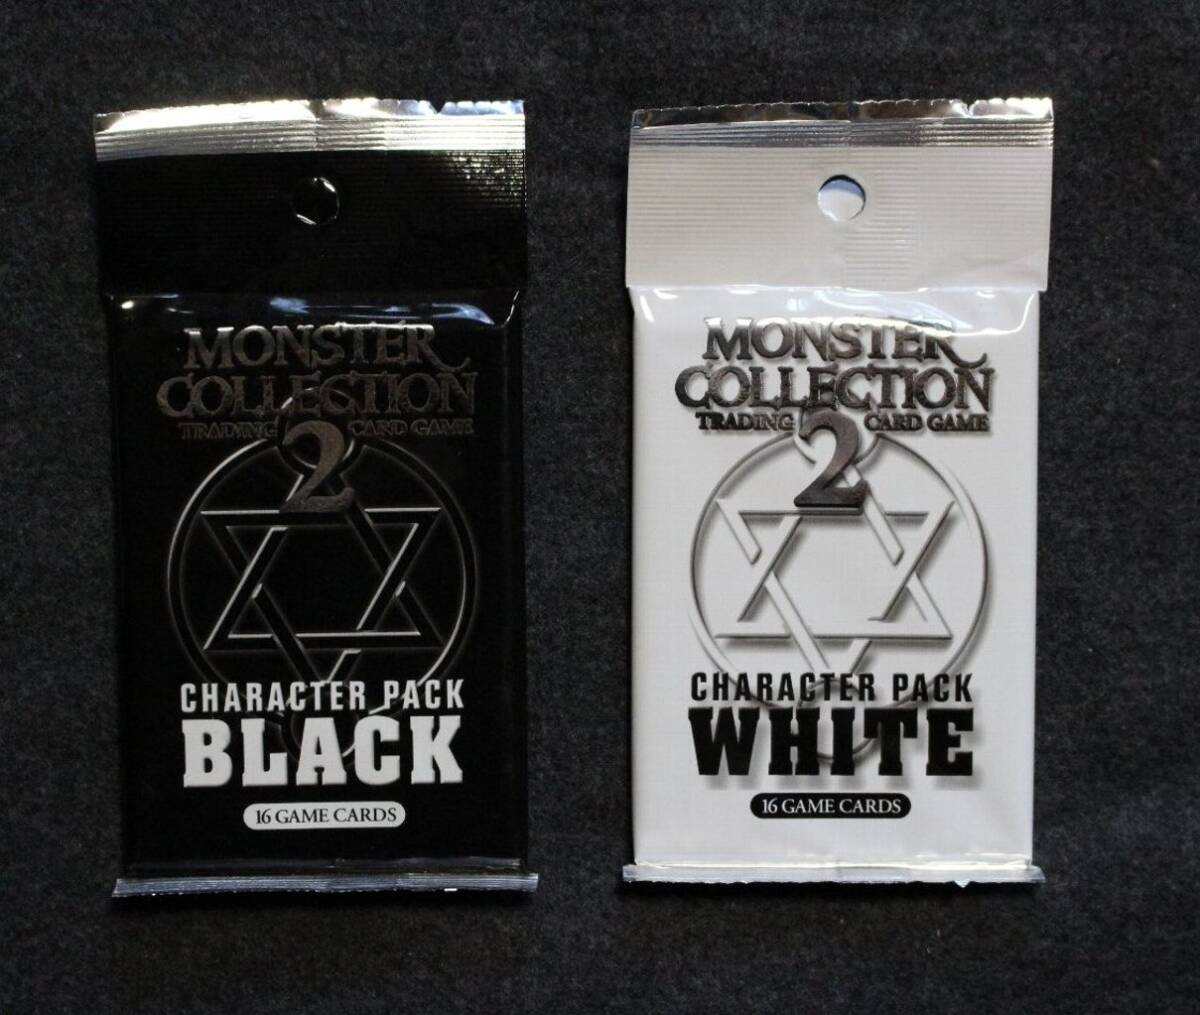 MONSTER
COLLECTION
TRADING CARD GAME
2
CHARACTER PACK
BLACK
16 GAME CARDS
MONSTER
COLLECTION
TRADING CARD GAME
2
CHARACTER PACK
WHITE
16 GAME CARDS